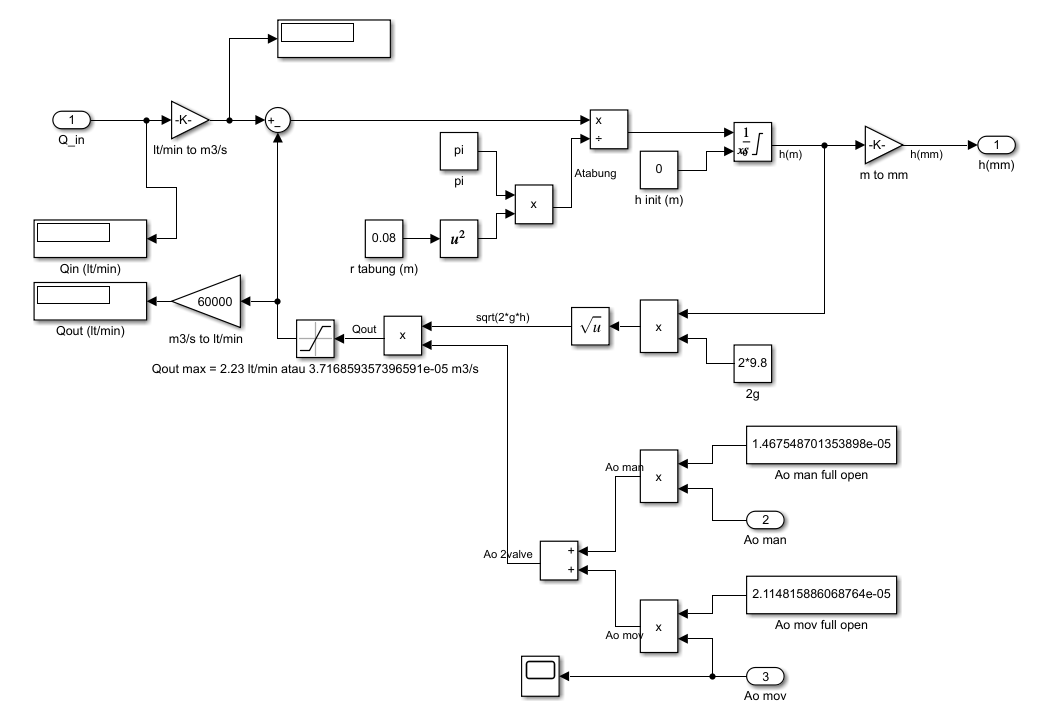 1
Q_in
-K-
lt/min to m3/s
+
−
x
÷
pi
pi
Atabung
x
0.08
r tabung (m)
u²
0
h init (m)
1
s
xo
h(m)
-K-
m to mm
h(mm)
1
h(mm)
Qin (lt/min)
Qout (lt/min)
60000
m3/s to lt/min
Qout
x
sqrt(2*g*h)
√u
x
2*9.8
2g
Qout max = 2.23 lt/min atau 3.716859357396591e-05 m3/s
1.467548701353898e-05
Ao man full open
Ao man
x
2
Ao man
Ao 2valve
+
+
2.114815886068764e-05
Ao mov full open
x
Ao mov
3
Ao mov